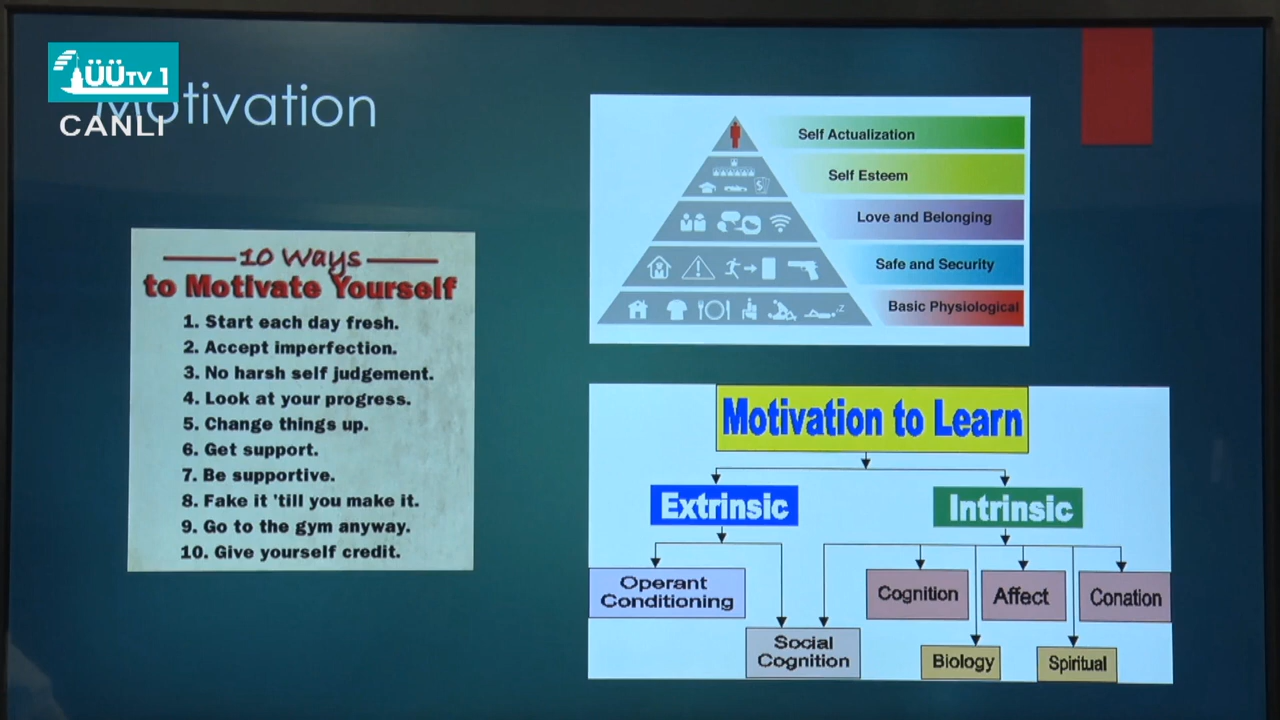 ÜÜTV 1
CANLI
Motivation
10 Ways
to Motivate Yourself
1. Start each day fresh.
2. Accept imperfection.
3. No harsh self judgement.
4. Look at your progress.
5. Change things up.
6. Get support.
7. Be supportive.
8. Fake it 'till you make it.
9. Go to the gym anyway.
10. Give yourself credit.
Self Actualization
Self Esteem
Love and Belonging
Safe and Security
Basic Physiological
Motivation to Learn
Extrinsic
Intrinsic
Operant
Conditioning
Social
Cognition
Cognition
Affect
Conation
Biology
Spiritual